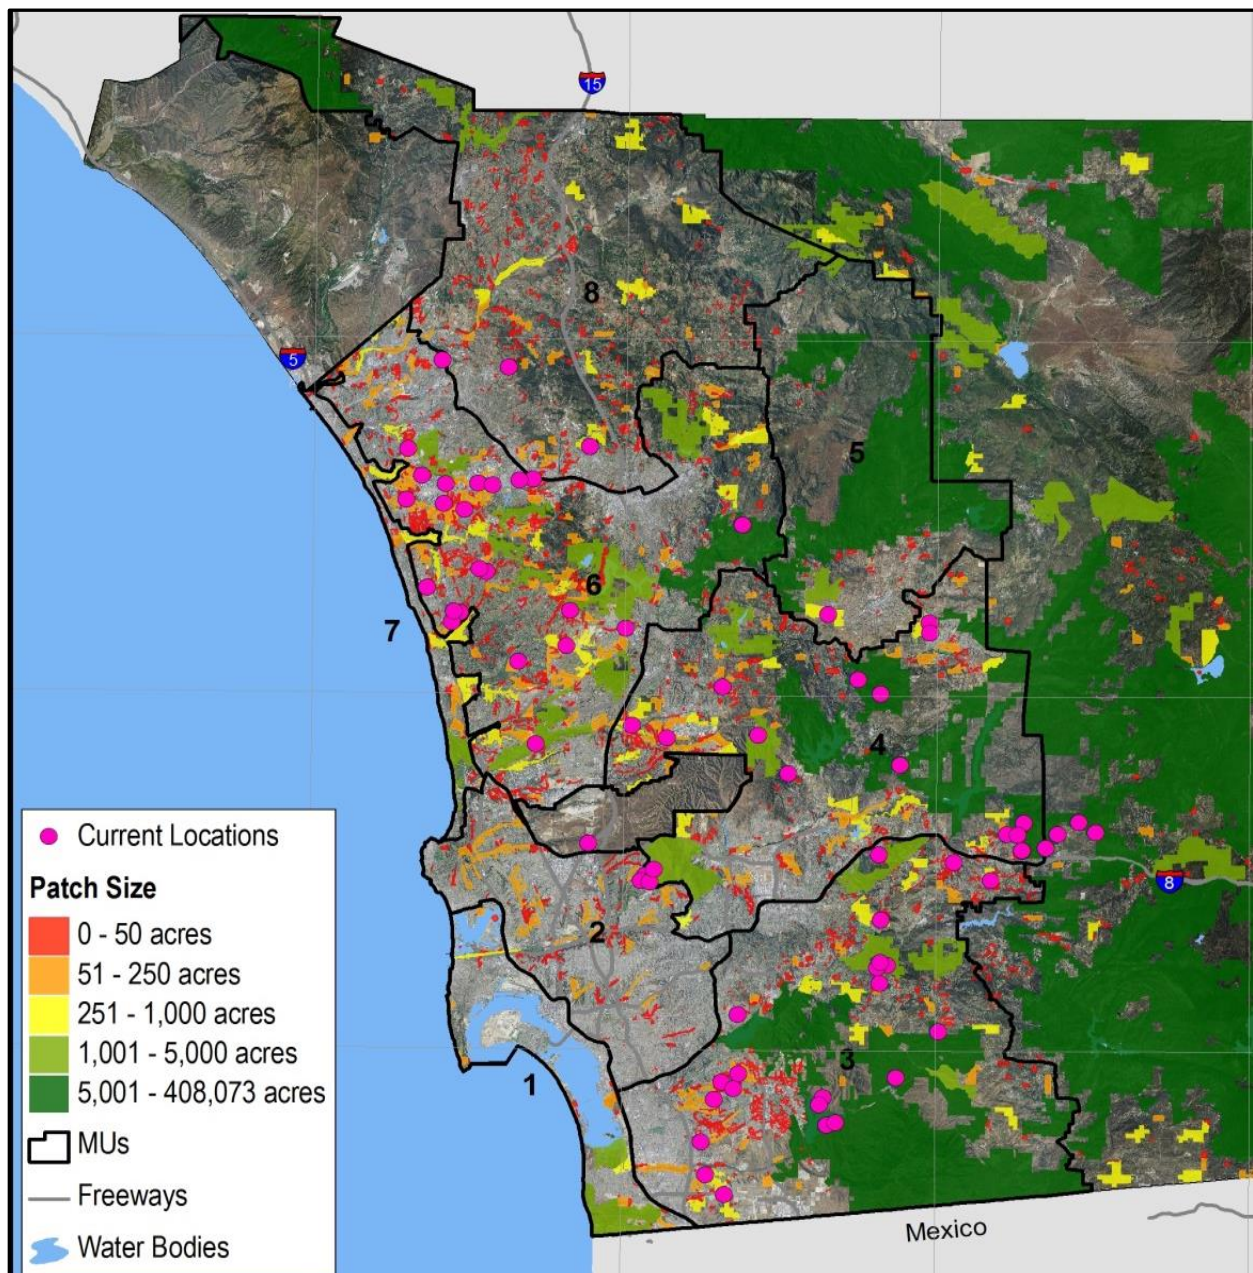 15
8
5
5
6
7
4
8
2
3
1
Mexico
Current Locations
Patch Size
0 - 50 acres
51 - 250 acres
251 - 1,000 acres
1,001 - 5,000 acres
5,001 - 408,073 acres
MUs
Freeways
Water Bodies